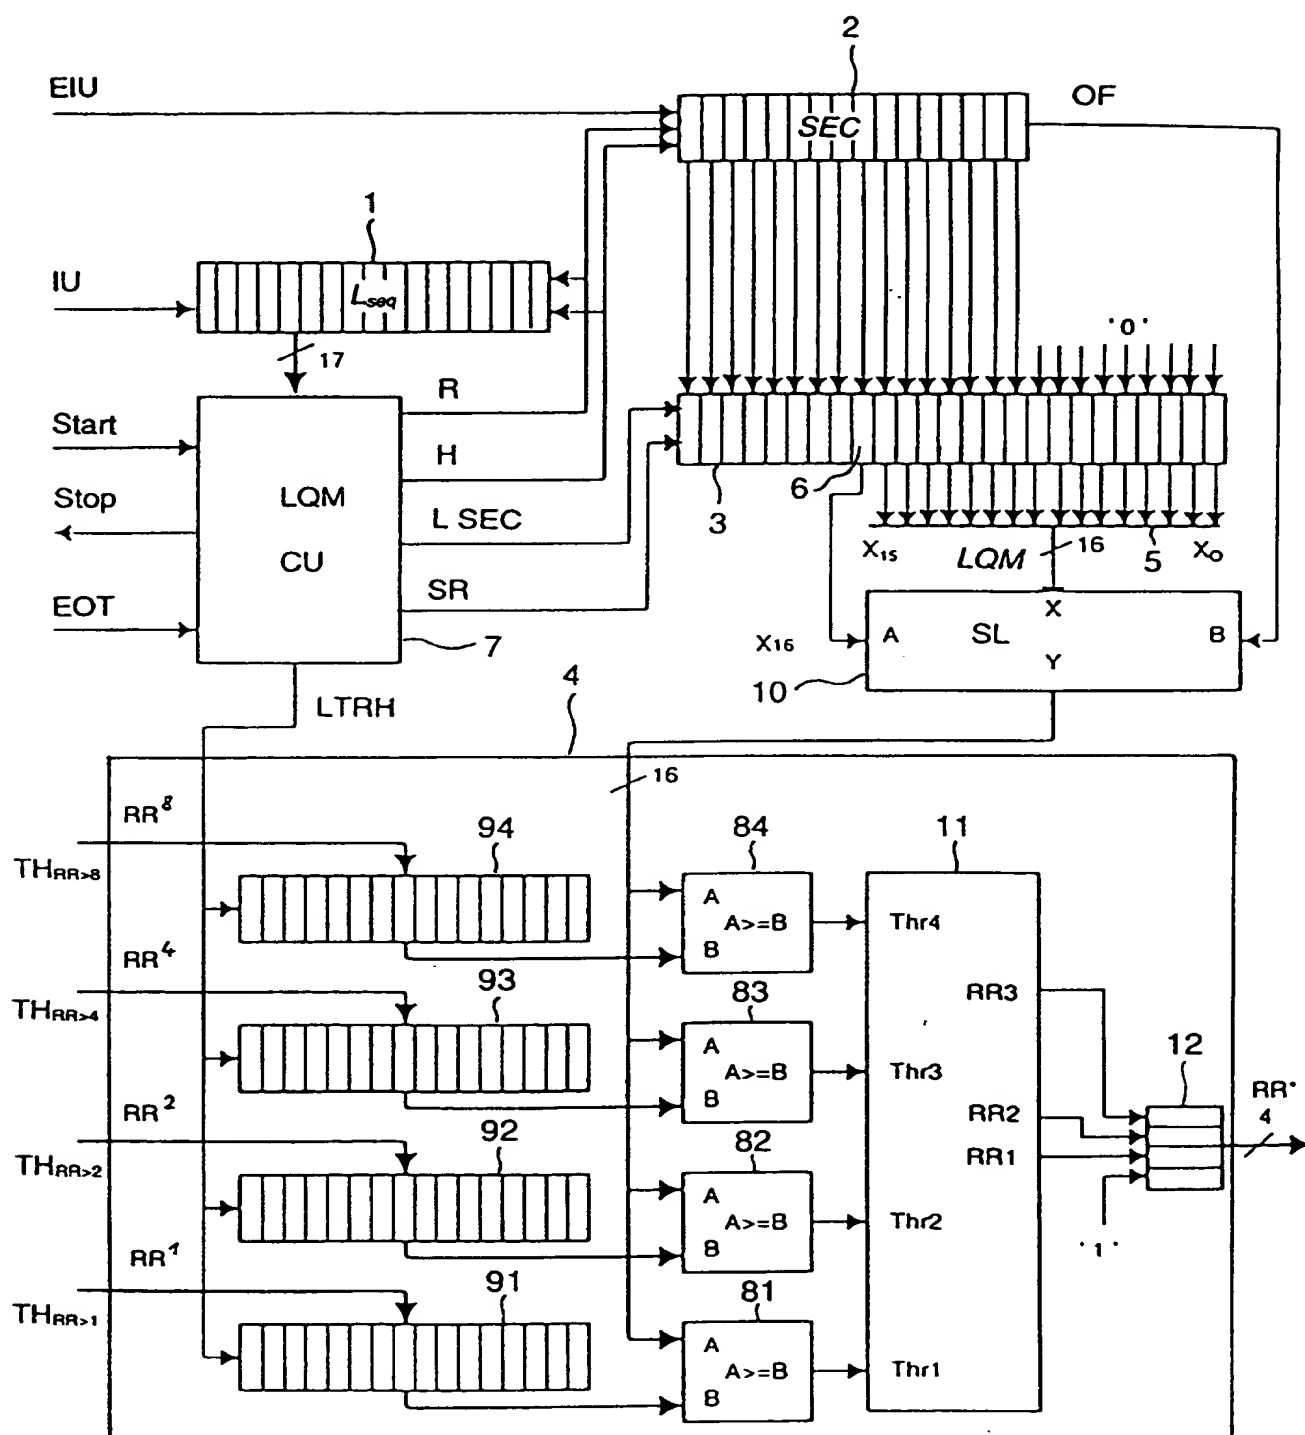 2
EIU
OF
SEC
1
IU
Lseq
'0'
17
R
Start
H
6
3
LQM
Stop
L SEC
X15
LQM
16
5
X0
CU
SR
X
EOT
A
SL
B
7
X16
Y
10
4
LTRH
16
RR8
94
84
11
THRR>8
A
A>=B
Thr4
B
RR4
93
83
RR3
THRR>4
A
12
A>=B
Thr3
RR*
B
RR2
92
82
RR2
4
RR1
THRR>2
A
A>=B
Thr2
B
'1'
RR1
91
81
THRR>1
A
A>=B
Thr1
B